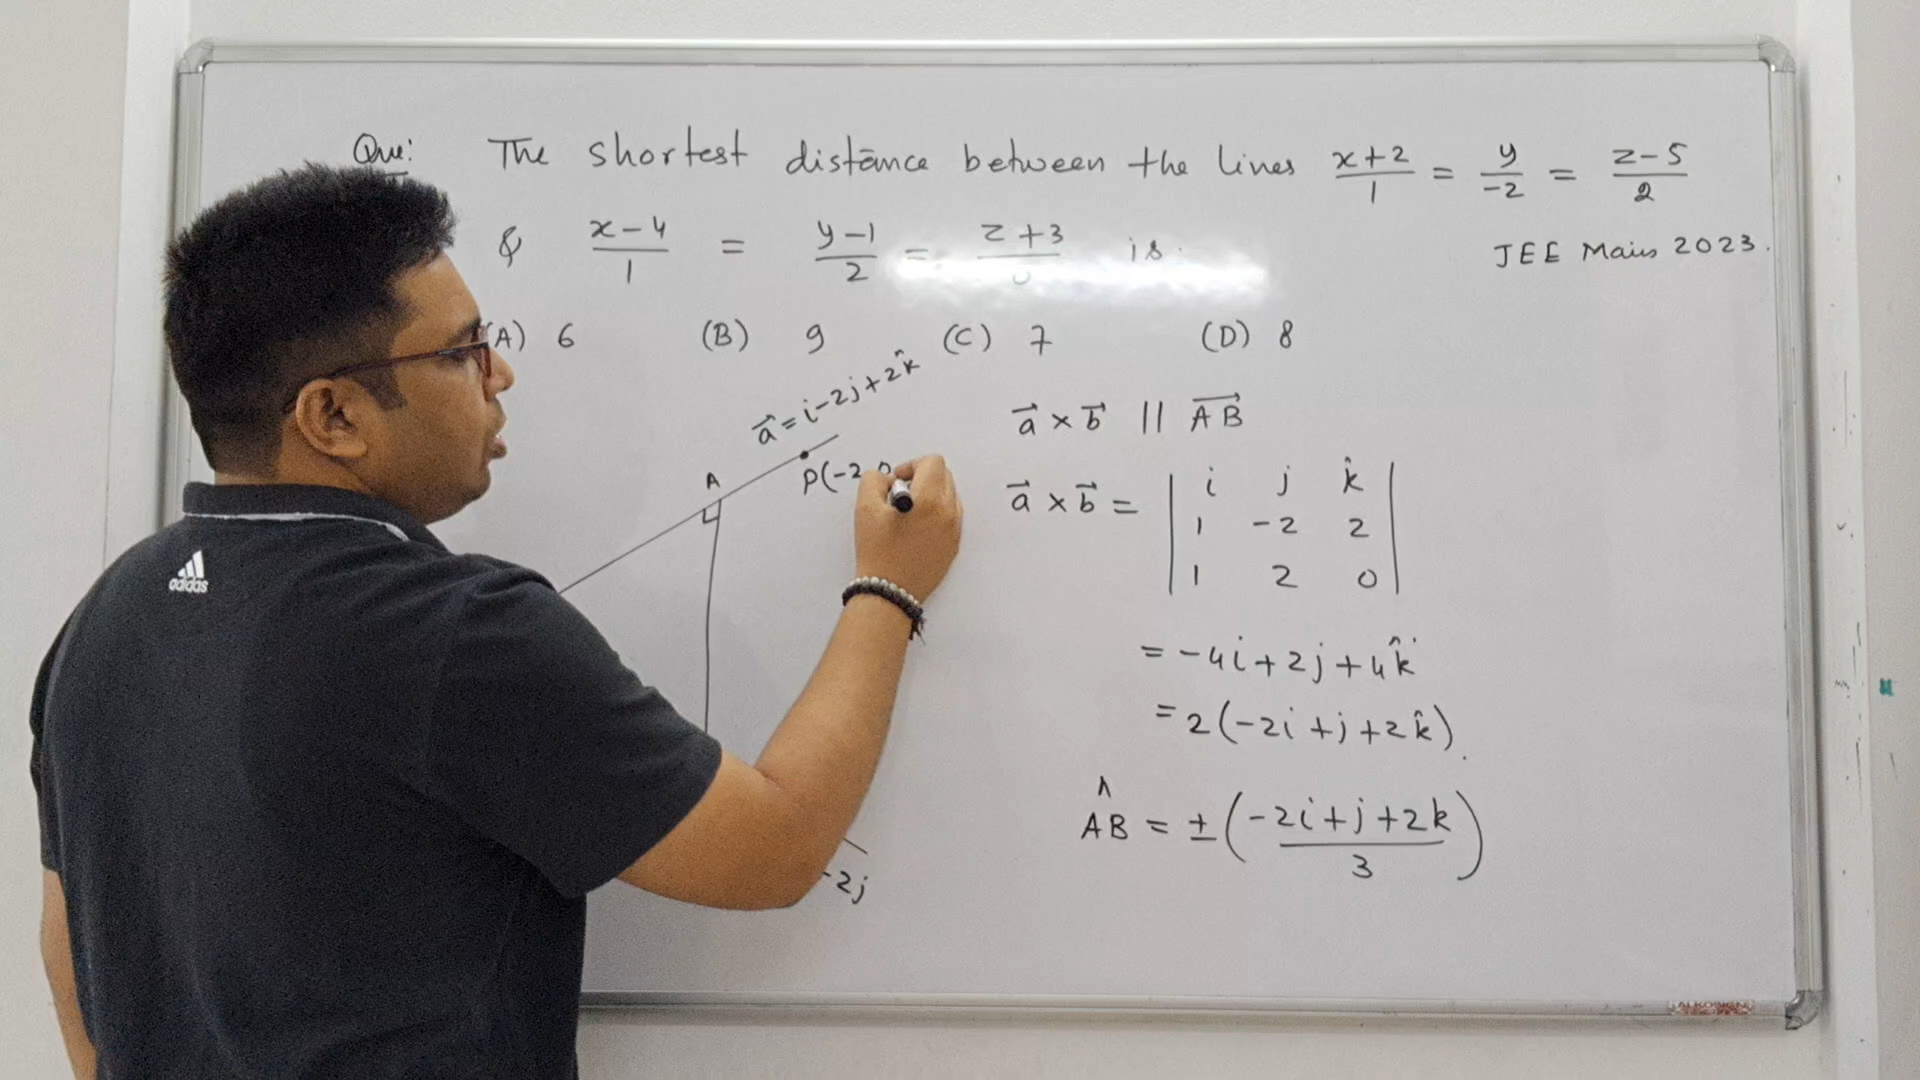 Que: The shortest distance between the lines x+2/1 = y/-2 = z-5/2
& x-4/1 = y-1/2 = z+3/0 is
JEE Mains 2023.
(A) 6 (B) 9 (C) 7 (D) 8
a⃗ = i-2j+2k̂
A
P(-2
-2j
a⃗ × b⃗ || AB⃗
a⃗ × b⃗ = | i j k̂ |
| 1 -2 2 |
| 1 2 0 |
= -4i+2j+4k̂
= 2(-2i+j+2k̂).
ÂB = ±(-2i+j+2k/3)
adidas